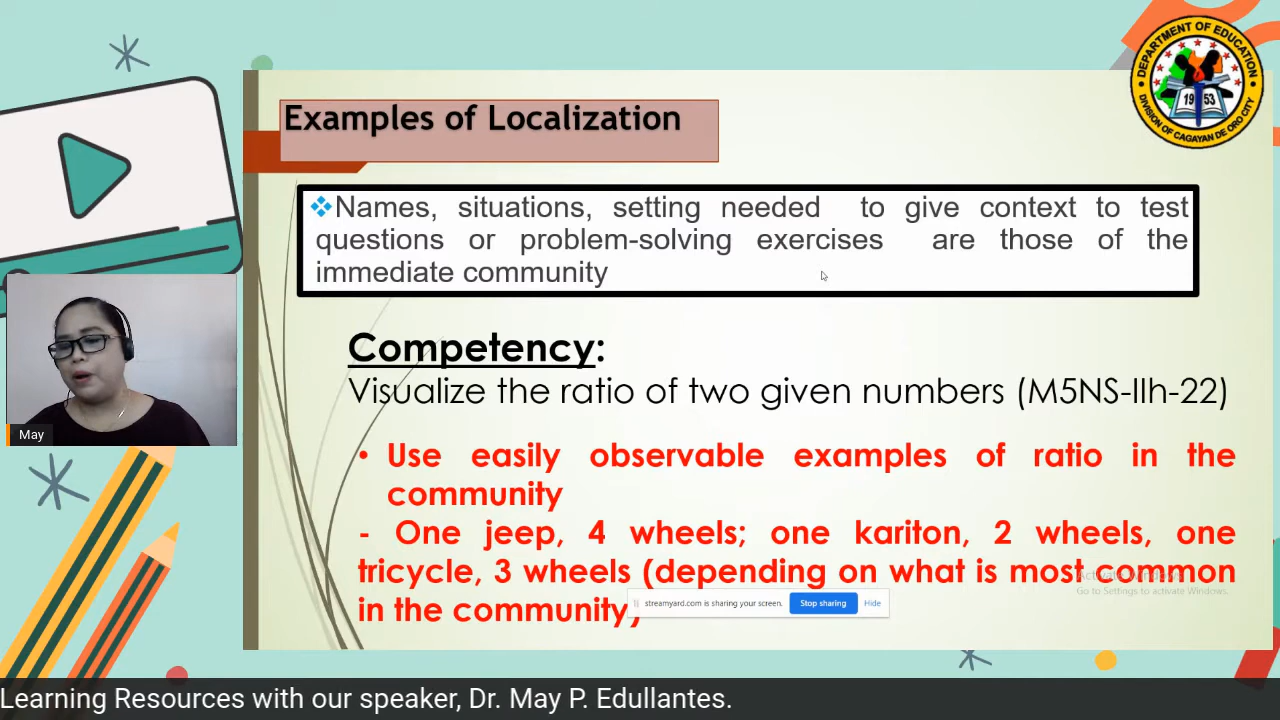 DEPARTMENT OF EDUCATION
1953
DIVISION OF CAGAYAN DE ORO CITY
Examples of Localization
Names, situations, setting needed to give context to test
questions or problem-solving exercises are those of the
immediate community
Competency:
Visualize the ratio of two given numbers (M5NS-IIh-22)
• Use easily observable examples of ratio in the
community
- One jeep, 4 wheels; one kariton, 2 wheels, one
tricycle, 3 wheels (depending on what is most common
in the community)
May
Activate Windows
Go to Settings to activate Windows.
streamyard.com is sharing your screen.
Stop sharing
Hide
Learning Resources with our speaker, Dr. May P. Edullantes.